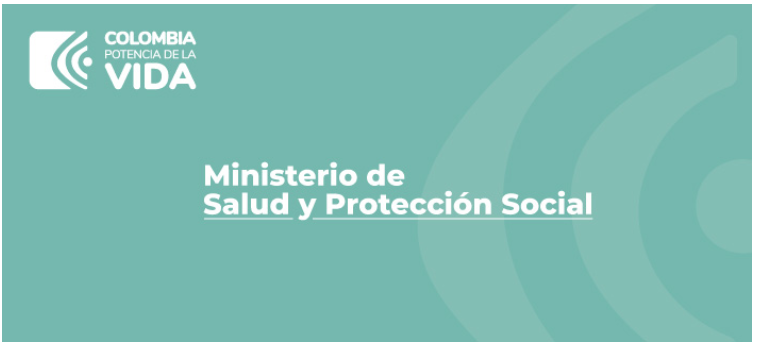 COLOMBIA
POTENCIA DE LA
VIDA
Ministerio de
Salud y Protección Social